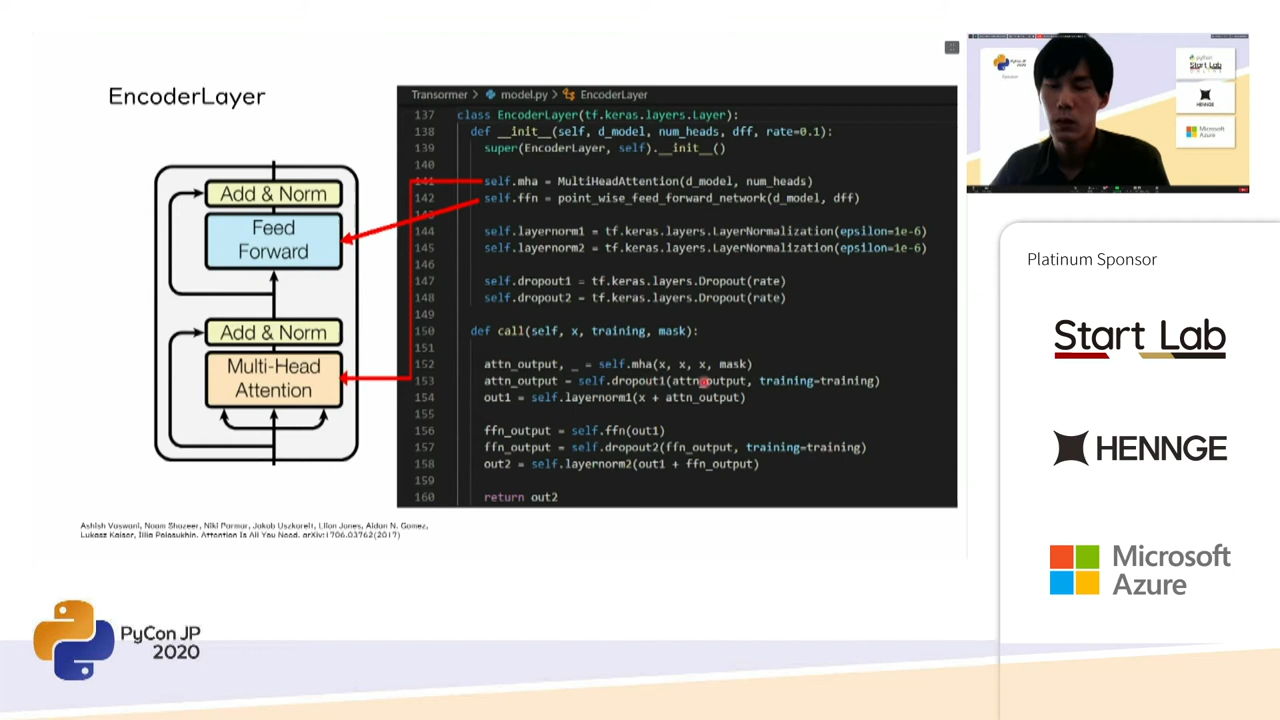 EncoderLayer
Add & Norm
Feed
Forward
Add & Norm
Multi-Head
Attention
Transormer > model.py > EncoderLayer
137 class EncoderLayer(tf.keras.layers.Layer):
138 def __init__(self, d_model, num_heads, dff, rate=0.1):
139 super(EncoderLayer, self).__init__()
140
141 self.mha = MultiHeadAttention(d_model, num_heads)
142 self.ffn = point_wise_feed_forward_network(d_model, dff)
143
144 self.layernorm1 = tf.keras.layers.LayerNormalization(epsilon=1e-6)
145 self.layernorm2 = tf.keras.layers.LayerNormalization(epsilon=1e-6)
146
147 self.dropout1 = tf.keras.layers.Dropout(rate)
148 self.dropout2 = tf.keras.layers.Dropout(rate)
149
150 def call(self, x, training, mask):
151
152 attn_output, _ = self.mha(x, x, x, mask)
153 attn_output = self.dropout1(attn_output, training=training)
154 out1 = self.layernorm1(x + attn_output)
155
156 ffn_output = self.ffn(out1)
157 ffn_output = self.dropout2(ffn_output, training=training)
158 out2 = self.layernorm2(out1 + ffn_output)
159
160 return out2
Ashish Vaswani, Noam Shazeer, Niki Parmar, Jakob Uszkoreit, Llion Jones, Aidan N. Gomez,
Lukasz Kaiser, Illia Polosukhin. Attention Is All You Need. arXiv:1706.03762(2017)
PyCon JP
2020
python
Start Lab
HENNGE
Microsoft
Azure
Platinum Sponsor
Start Lab
HENNGE
Microsoft
Azure